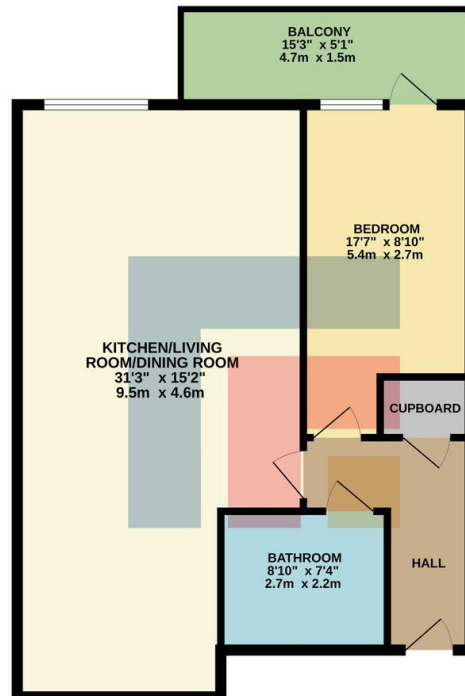 BALCONY
15'3" x 5'1"
4.7m x 1.5m
BEDROOM
17'7" x 8'10"
5.4m x 2.7m
KITCHEN/LIVING
ROOM/DINING ROOM
31'3" x 15'2"
9.5m x 4.6m
CUPBOARD
BATHROOM
8'10" x 7'4"
2.7m x 2.2m
HALL